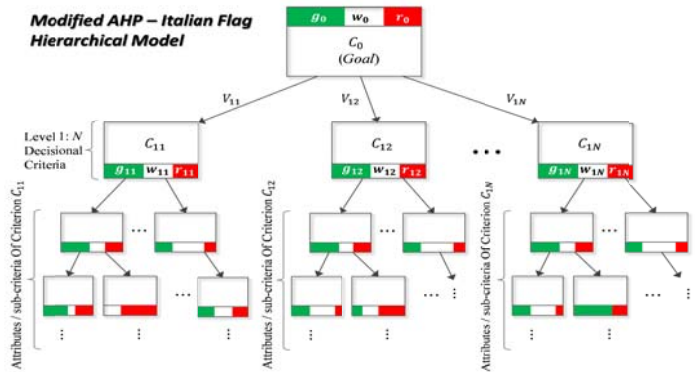 Modified AHP – Italian Flag
Hierarchical Model
g₀ w₀ r₀
C₀
(Goal)
V₁₁ V₁₂ V₁ₙ
Level 1: N
Decisional
Criteria
C₁₁ C₁₂ ... C₁ₙ
g₁₁ w₁₁ r₁₁ g₁₂ w₁₂ r₁₂ g₁ₙ w₁ₙ r₁ₙ
Attributes / sub-criteria Of Criterion C₁₁
Attributes / sub-criteria Of Criterion C₁₂
Attributes / sub-criteria Of Criterion C₁ₙ